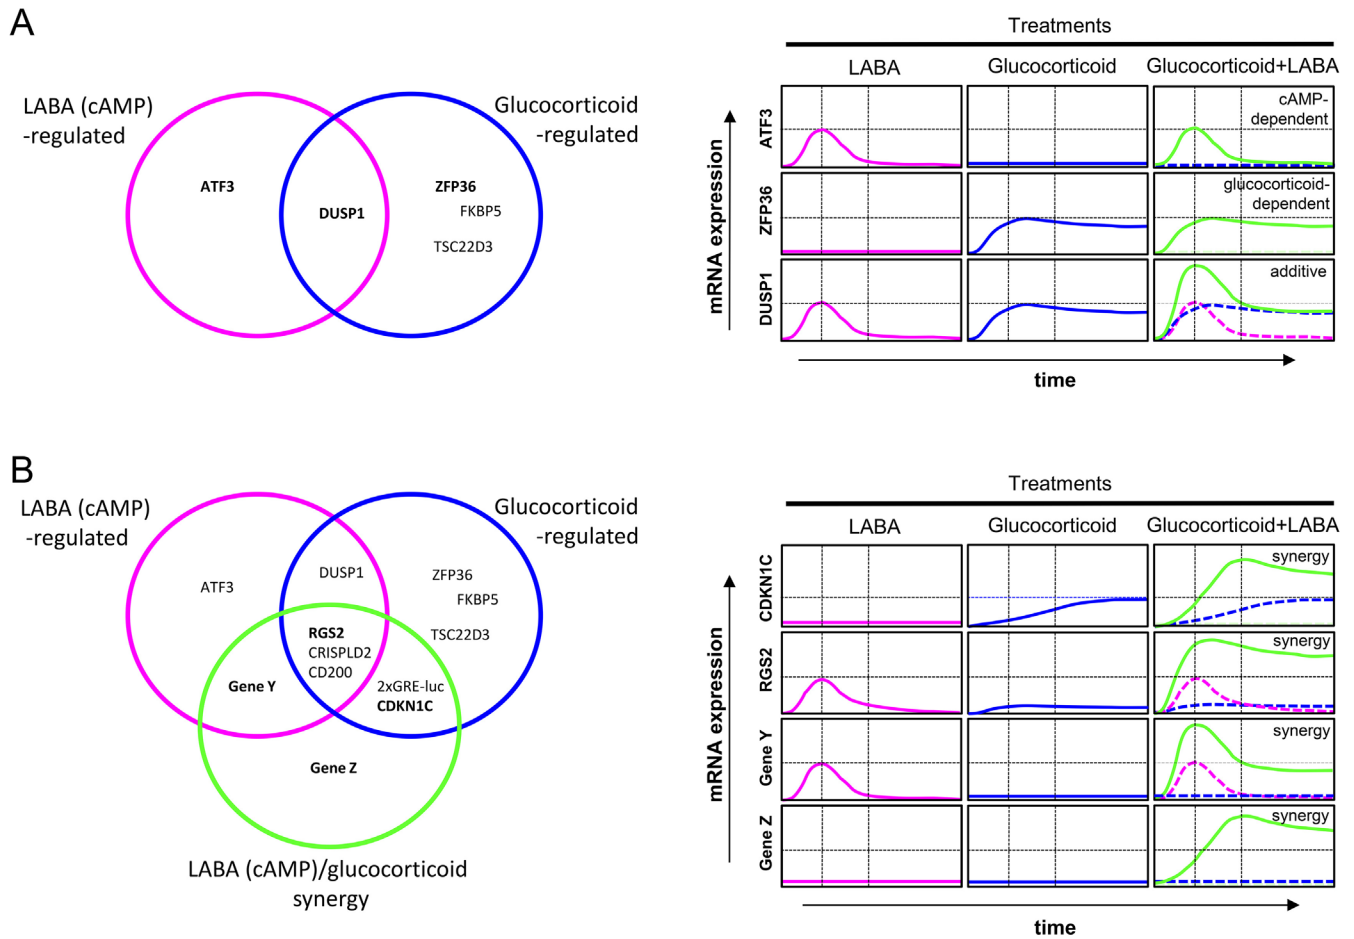 A
LABA (cAMP)
-regulated
Glucocorticoid
-regulated
ATF3
DUSP1
ZFP36
FKBP5
TSC22D3
Treatments
LABA
Glucocorticoid
Glucocorticoid+LABA
mRNA expression
ATF3
cAMP-
dependent
ZFP36
glucocorticoid-
dependent
DUSP1
additive
time
B
LABA (cAMP)
-regulated
Glucocorticoid
-regulated
ATF3
DUSP1
ZFP36
FKBP5
TSC22D3
RGS2
CRISPLD2
CD200
Gene Y
2xGRE-luc
CDKN1C
Gene Z
LABA (cAMP)/glucocorticoid
synergy
Treatments
LABA
Glucocorticoid
Glucocorticoid+LABA
mRNA expression
CDKN1C
synergy
RGS2
synergy
Gene Y
synergy
Gene Z
synergy
time